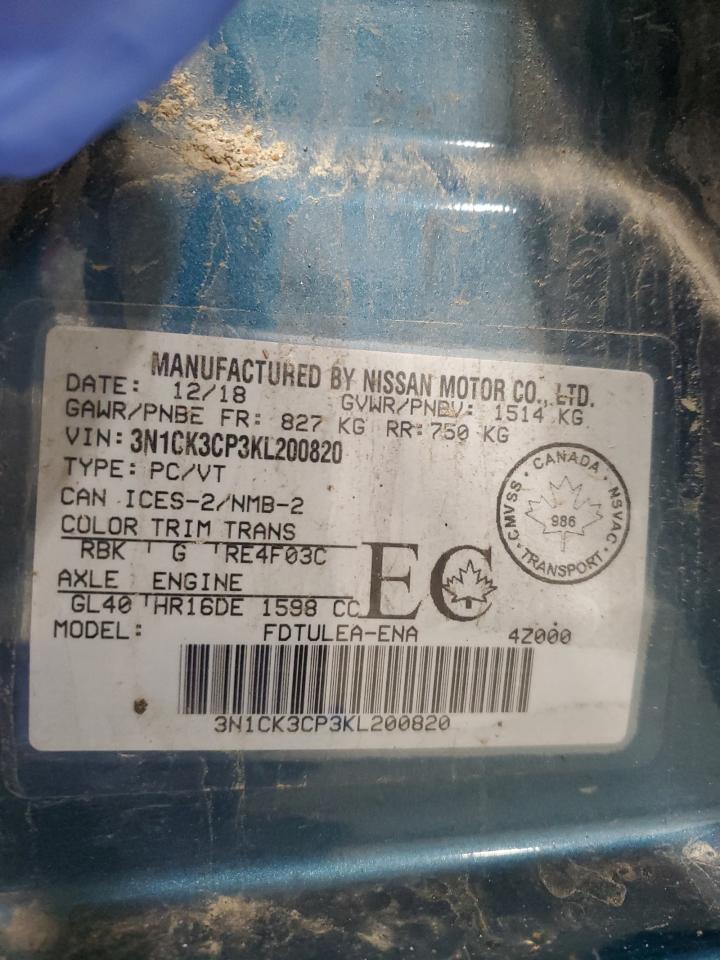 MANUFACTURED BY NISSAN MOTOR CO., LTD.
DATE: 12/18 GVWR/PNBV: 1514 KG
GAWR/PNBE FR: 827 KG RR: 750 KG
VIN: 3N1CK3CP3KL200820
TYPE: PC/VT
CAN ICES-2/NMB-2
COLOR TRIM TRANS
RBK G RE4F03C
AXLE ENGINE
GL40 HR16DE 1598 CC
EC
CANADA
CMVSS NSVAC
986
TRANSPORT
MODEL: FDTULEA-ENA 4Z000
3N1CK3CP3KL200820